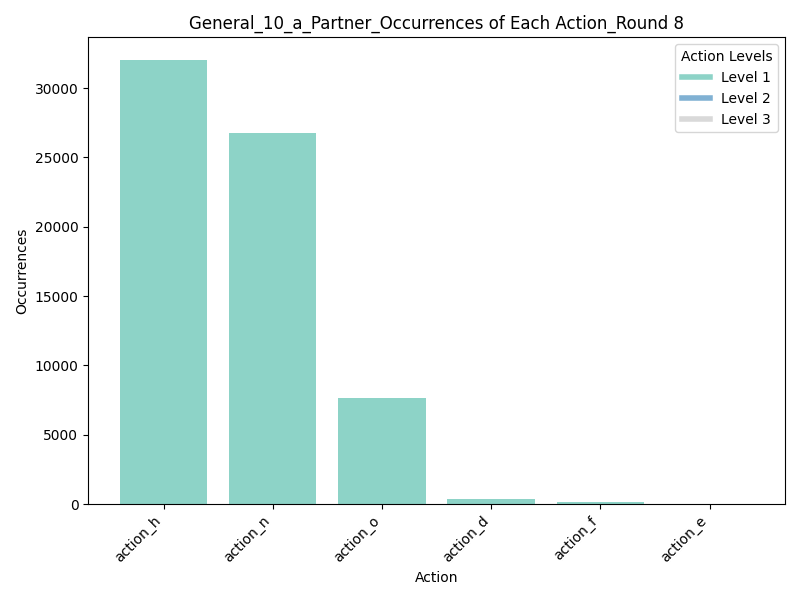 General_10_a_Partner_Occurrences of Each Action_Round 8
Action Levels
Level 1
Level 2
Level 3
Occurrences
30000
25000
20000
15000
10000
5000
0
action_h
action_n
action_o
action_d
action_f
action_e
Action